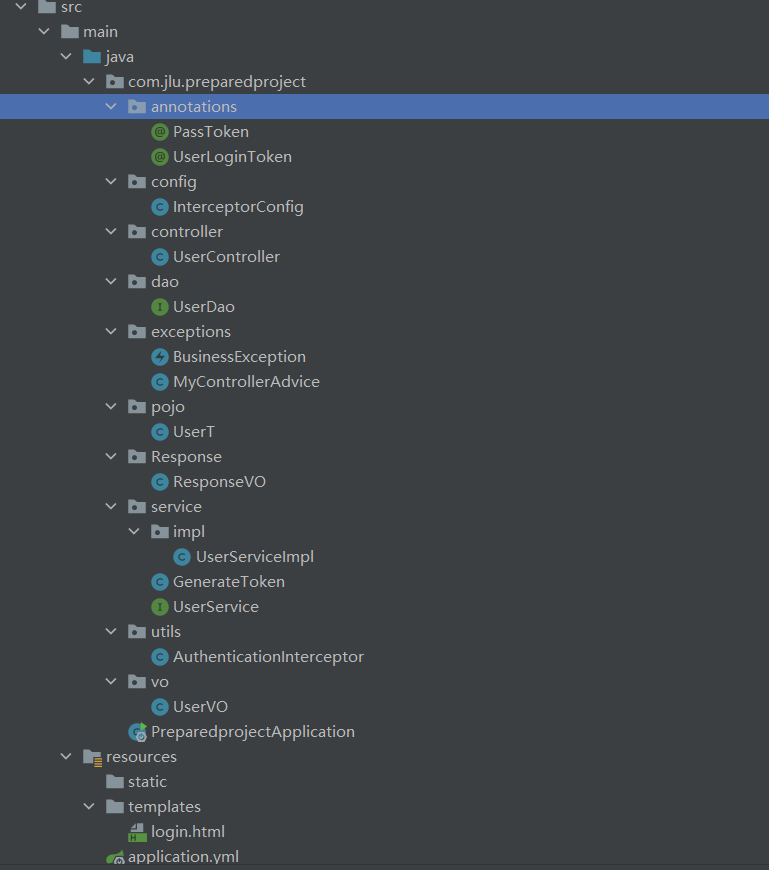 src
main
java
com.jlu.preparedproject
annotations
PassToken
UserLoginToken
config
InterceptorConfig
controller
UserController
dao
UserDao
exceptions
BusinessException
MyControllerAdvice
pojo
UserT
Response
ResponseVO
service
impl
UserServiceImpl
GenerateToken
UserService
utils
AuthenticationInterceptor
vo
UserVO
PreparedprojectApplication
resources
static
templates
login.html
application.yml